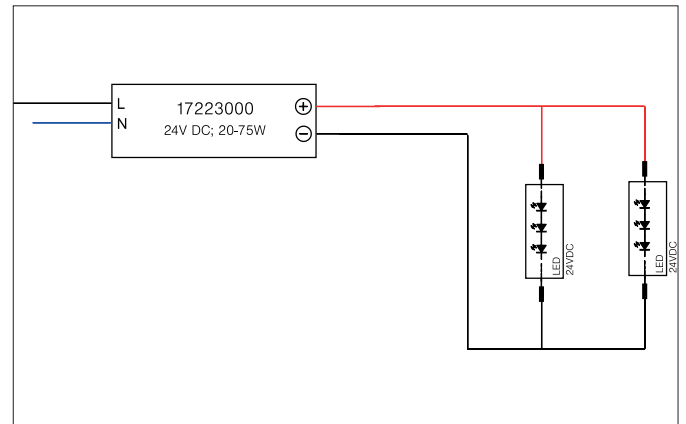 L
N
17223000
24V DC; 20-75W
+
−
LED
24VDC
LED
24VDC